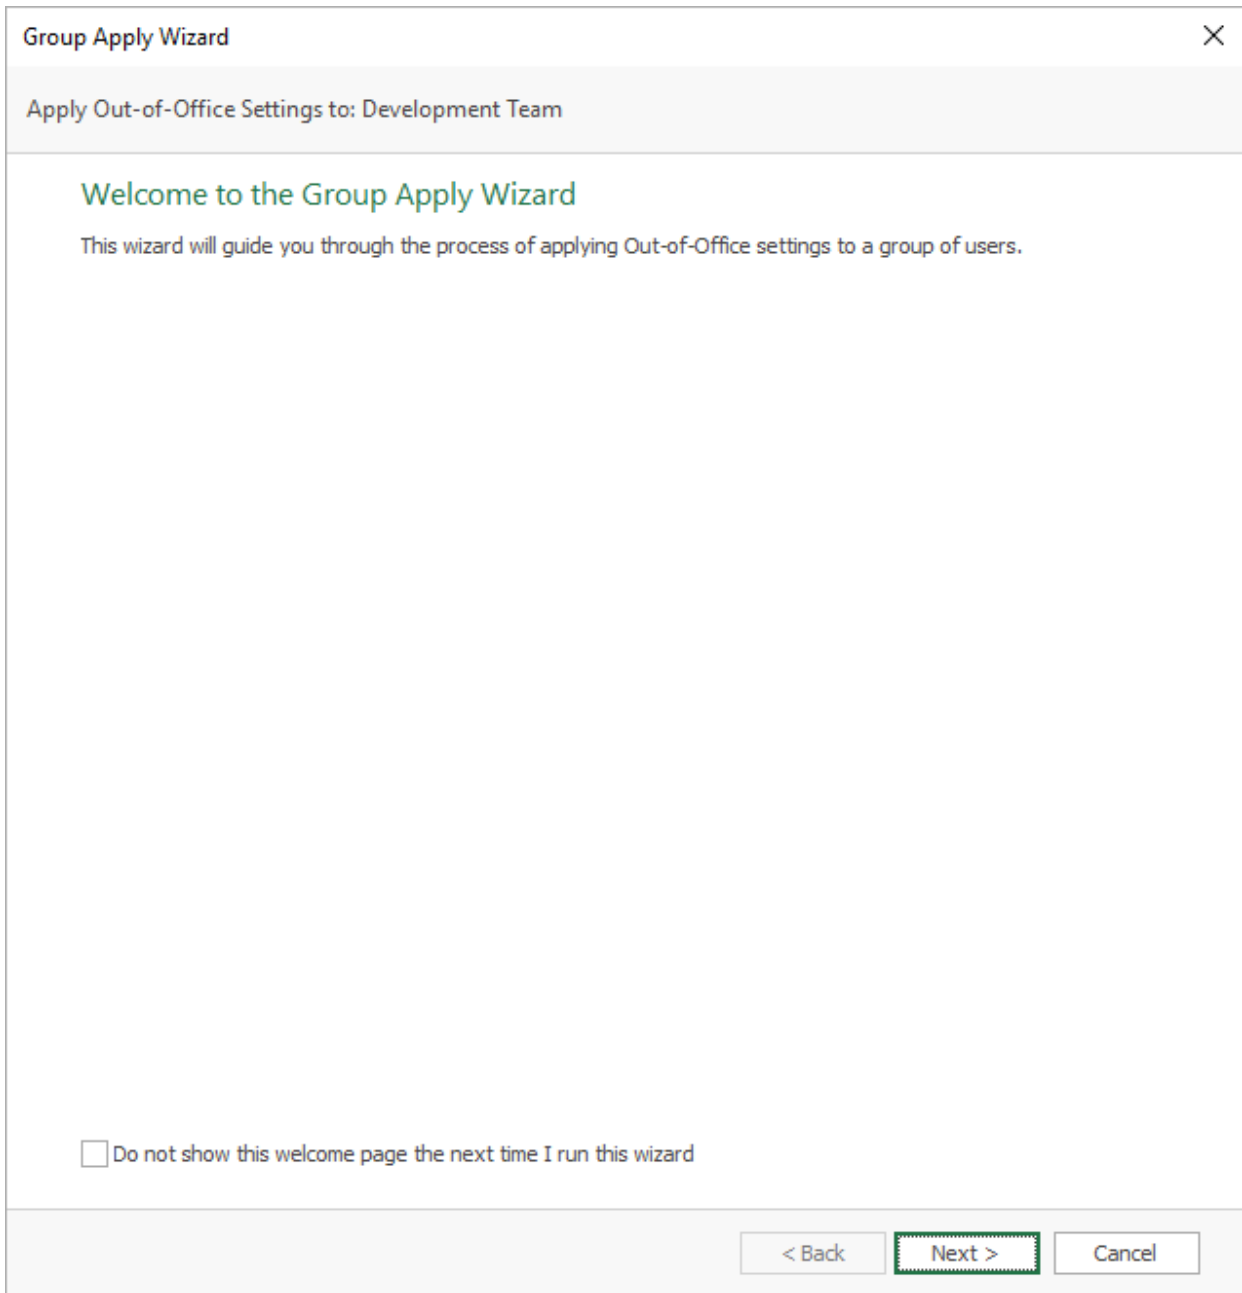 Group Apply Wizard
Apply Out-of-Office Settings to: Development Team
Welcome to the Group Apply Wizard
This wizard will guide you through the process of applying Out-of-Office settings to a group of users.
Do not show this welcome page the next time I run this wizard
< Back
Next >
Cancel